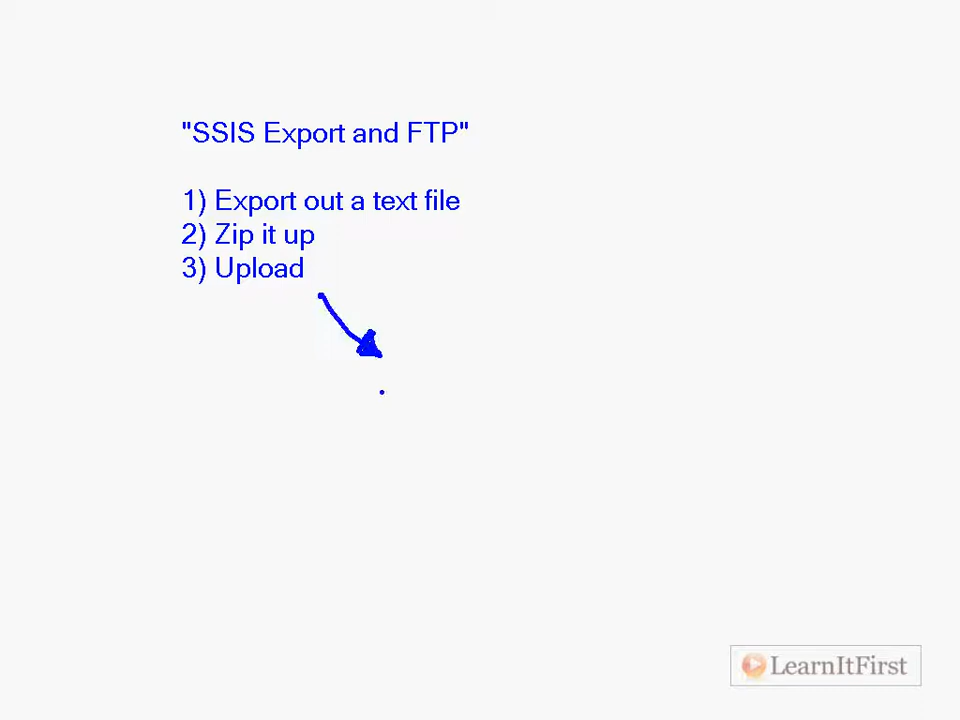 "SSIS Export and FTP"
1) Export out a text file
2) Zip it up
3) Upload
LearnItFirst